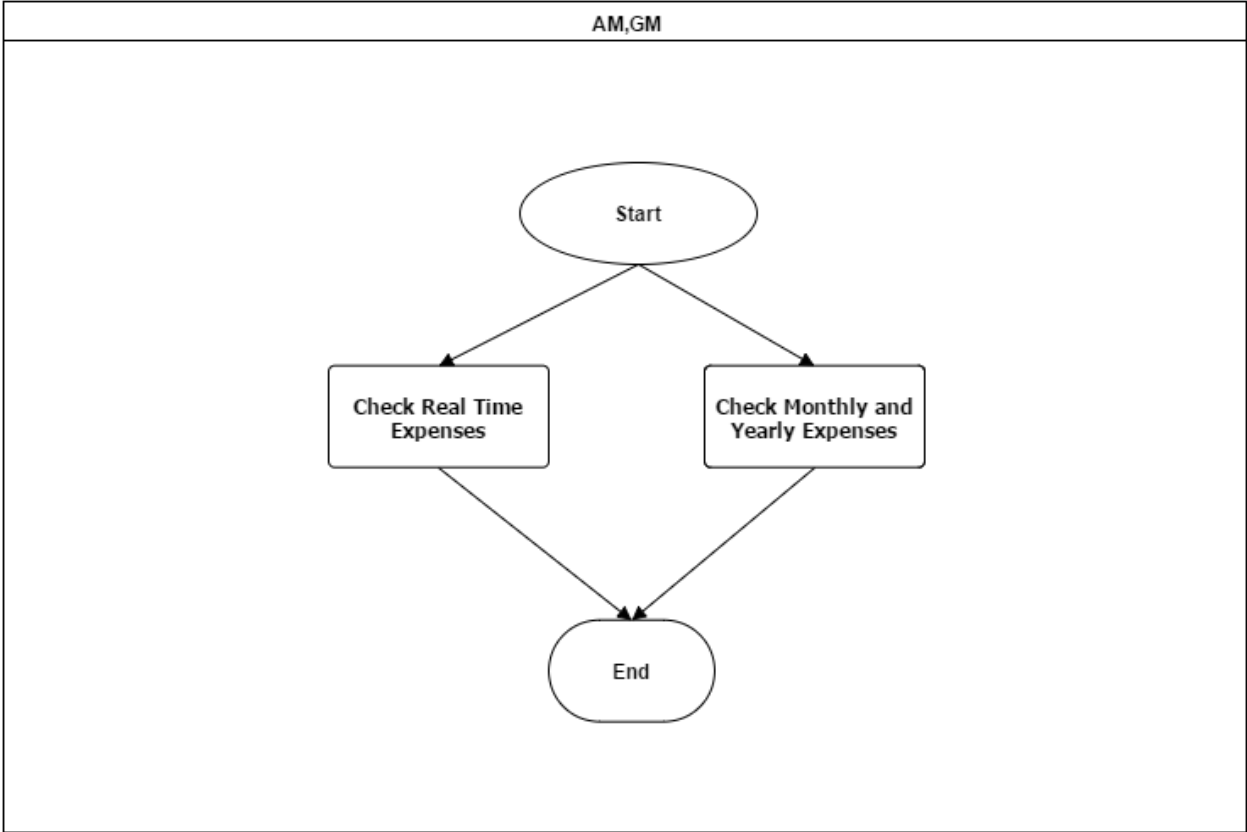 AM,GM
Start
Check Real Time
Expenses
Check Monthly and
Yearly Expenses
End